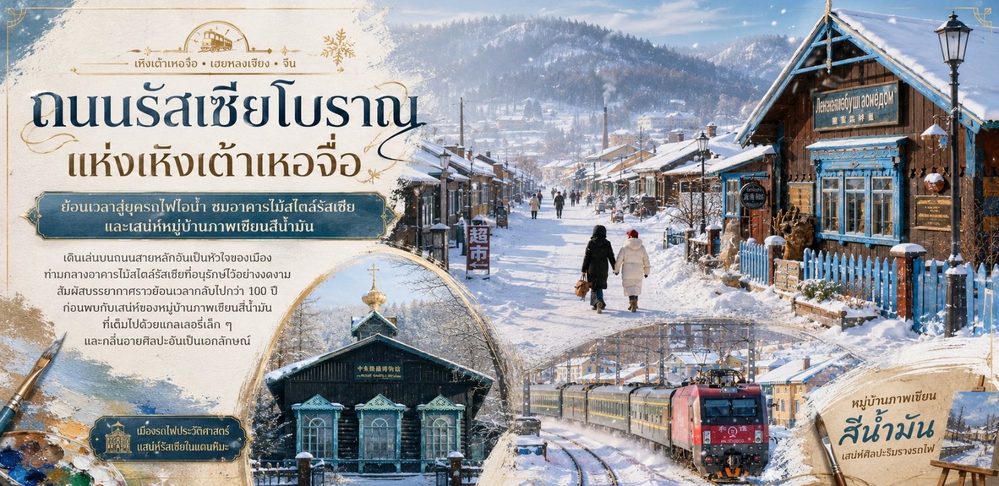 เหิงเต้าเหอจื่อ • เฮยหลงเจียง • จีน
ถนนรัสเซียโบราณ
แห่งเหิงเต้าเหอจื่อ
ย้อนเวลาสู่ยุครถไฟไอน้ำ ชมอาคารไม้สไตล์รัสเซีย
และเสน่ห์หมู่บ้านภาพเขียนสีน้ำมัน
เดินเล่นบนถนนสายหลักอันเป็นหัวใจของเมือง
ท่ามกลางอาคารไม้สไตล์รัสเซียที่อนุรักษ์ไว้อย่างงดงาม
สัมผัสบรรยากาศราวย้อนเวลากลับไปกว่า 100 ปี
ก่อนพบกับเสน่ห์ของหมู่บ้านภาพเขียนสีน้ำมัน
ที่เต็มไปด้วยแกลเลอรี่เล็ก ๆ
และกลิ่นอายศิลปะอันเป็นเอกลักษณ์
เมืองรถไฟประวัติศาสตร์
เสน่ห์รัสเซียในแดนหิมะ
超市
博物館
หมู่บ้านภาพเขียน
สีน้ำมัน
เสน่ห์ศิลปะริมรางรถไฟ